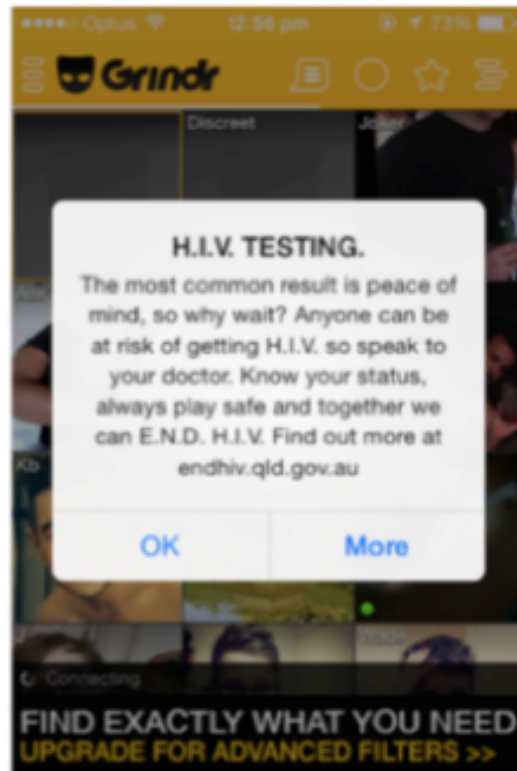 Optus 12:56 pm 73%
Grindr
Discreet
Joker
H.I.V. TESTING.
The most common result is peace of
mind, so why wait? Anyone can be
at risk of getting H.I.V. so speak to
your doctor. Know your status,
always play safe and together we
can E.N.D. H.I.V. Find out more at
endhiv.qld.gov.au
Kb
OK More
Wade
Connecting
FIND EXACTLY WHAT YOU NEED
UPGRADE FOR ADVANCED FILTERS >>